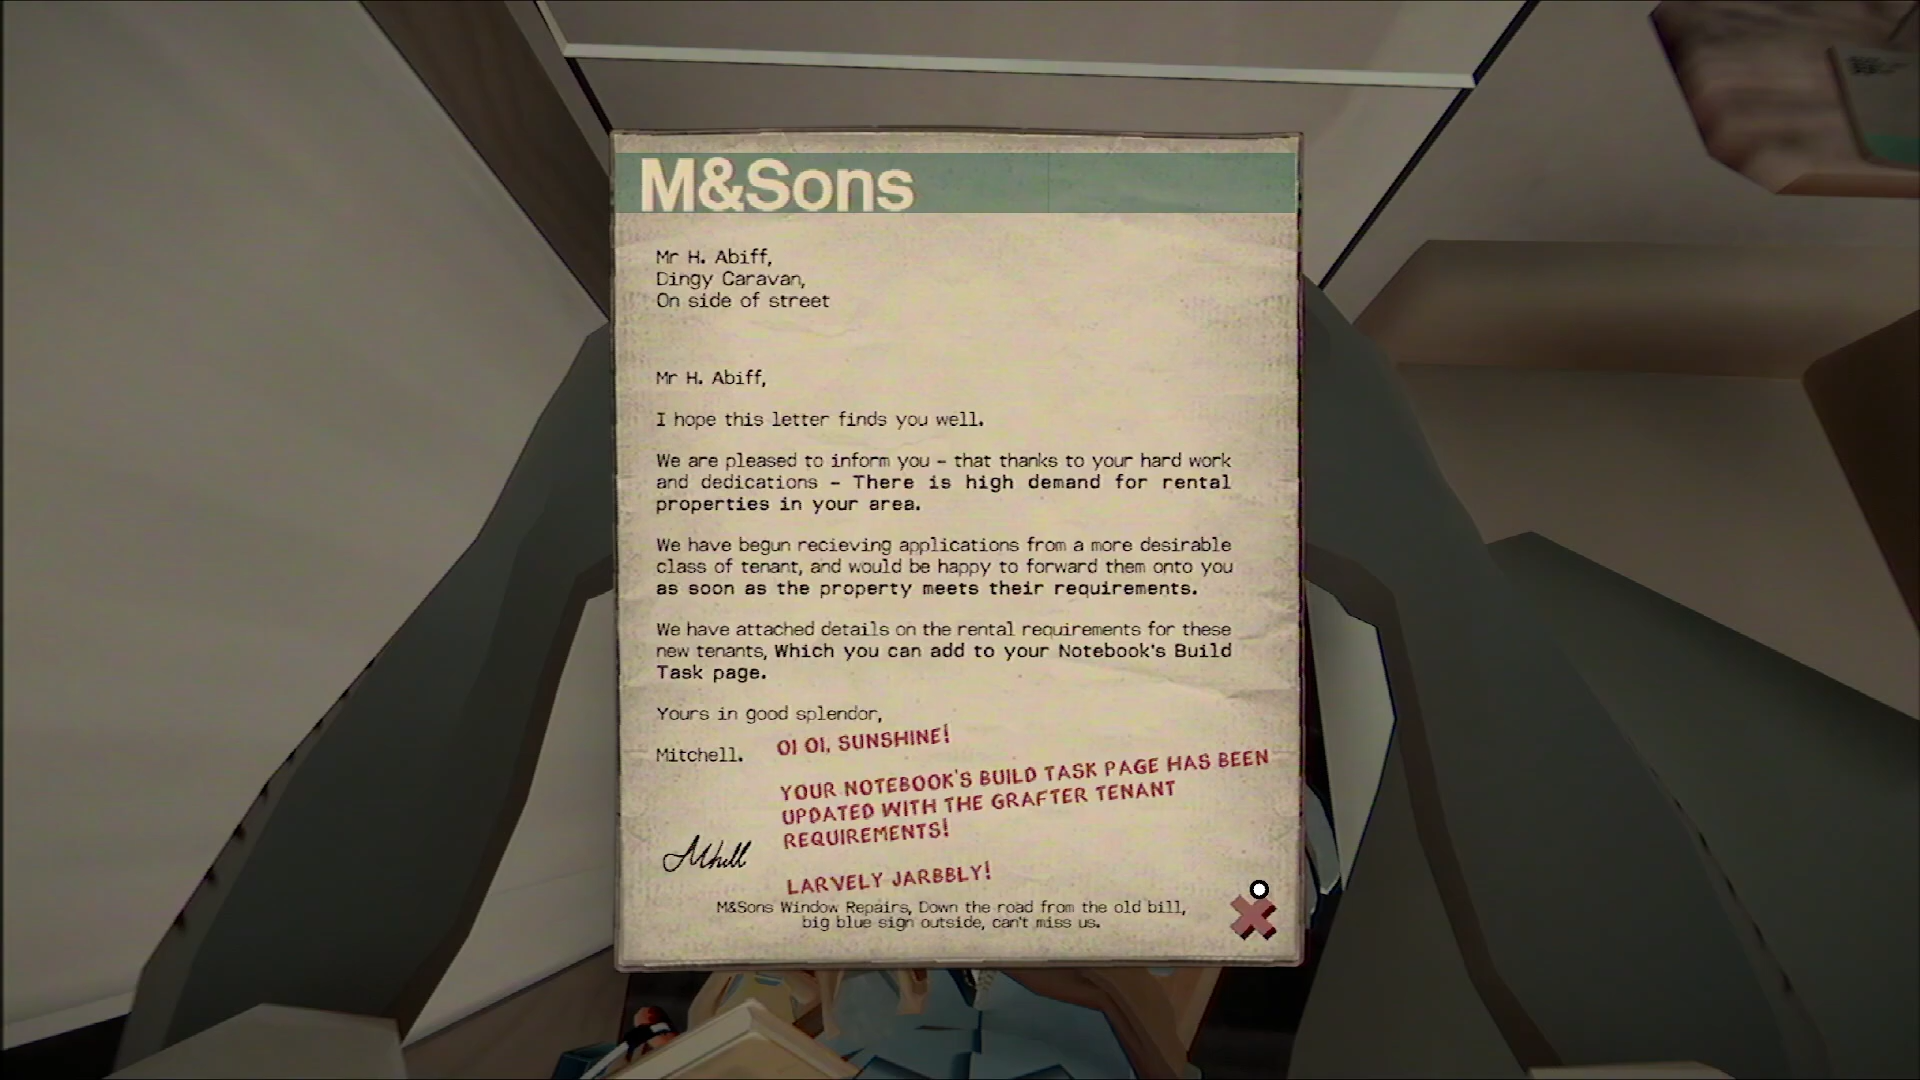 M&Sons
Mr H. Abiff,
Dingy Caravan,
On side of street
Mr H. Abiff,
I hope this letter finds you well.
We are pleased to inform you - that thanks to your hard work
and dedications - There is high demand for rental
properties in your area.
We have begun recieving applications from a more desirable
class of tenant, and would be happy to forward them onto you
as soon as the property meets their requirements.
We have attached details on the rental requirements for these
new tenants, Which you can add to your Notebook's Build
Task page.
Yours in good splendor,
Mitchell.
OI OI, SUNSHINE!
YOUR NOTEBOOK'S BUILD TASK PAGE HAS BEEN
UPDATED WITH THE GRAFTER TENANT
REQUIREMENTS!
LARVELY JARBBLY!
M&Sons Window Repairs, Down the road from the old bill,
big blue sign outside, can't miss us.